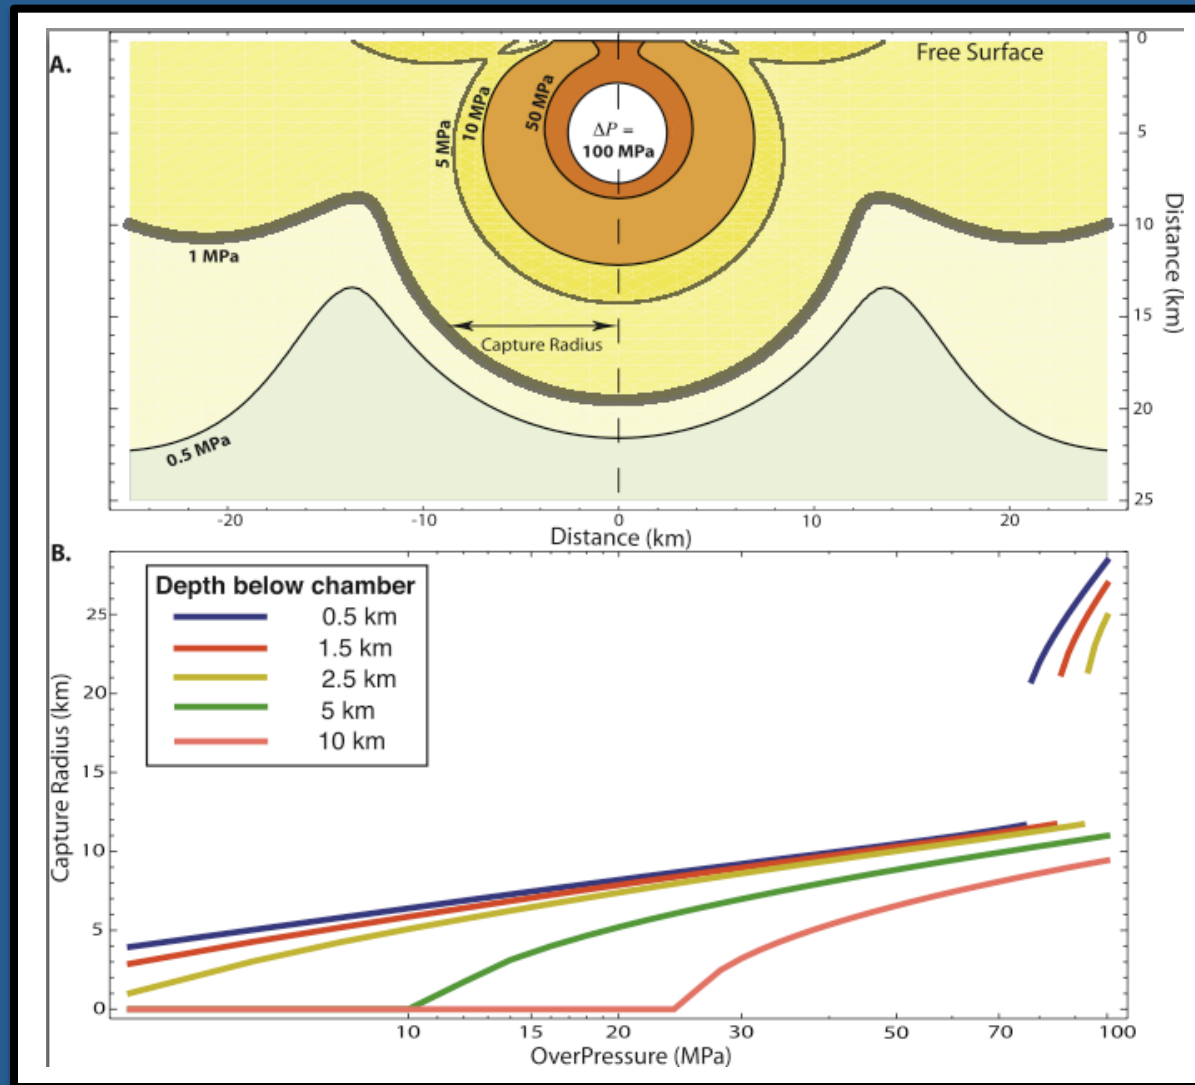 A.
Free Surface
0
5
10
15
20
25
Distance (km)
50 MPa
10 MPa
5 MPa
ΔP =
100 MPa
1 MPa
Capture Radius
0.5 MPa
-20
-10
0
10
20
Distance (km)
B.
Depth below chamber
0.5 km
1.5 km
2.5 km
5 km
10 km
25
20
15
10
5
0
Capture Radius (km)
10
15
20
30
50
70
100
OverPressure (MPa)